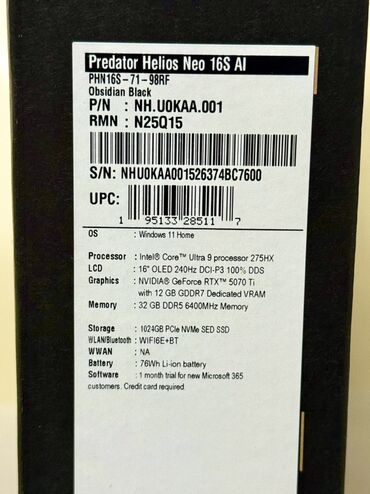 Predator Helios Neo 16S AI
PHN16S-71-98RF
Obsidian Black
P/N : NH.U0KAA.001
RMN : N25Q15
S/N: NHU0KAA001526374BC7600
UPC:
1 95133 28511 7
OS : Windows 11 Home
Processor : Intel® Core™ Ultra 9 processor 275HX
LCD : 16" OLED 240Hz DCI-P3 100% DDS
Graphics : NVIDIA® GeForce RTX™ 5070 Ti
with 12 GB GDDR7 Dedicated VRAM
Memory : 32 GB DDR5 6400MHz Memory
Storage : 1024GB PCIe NVMe SED SSD
WLAN/Bluetooth : WIFI6E+BT
WWAN : NA
Battery : 76Wh Li-ion battery
Software : 1 month trial for new Microsoft 365
customers. Credit card required.